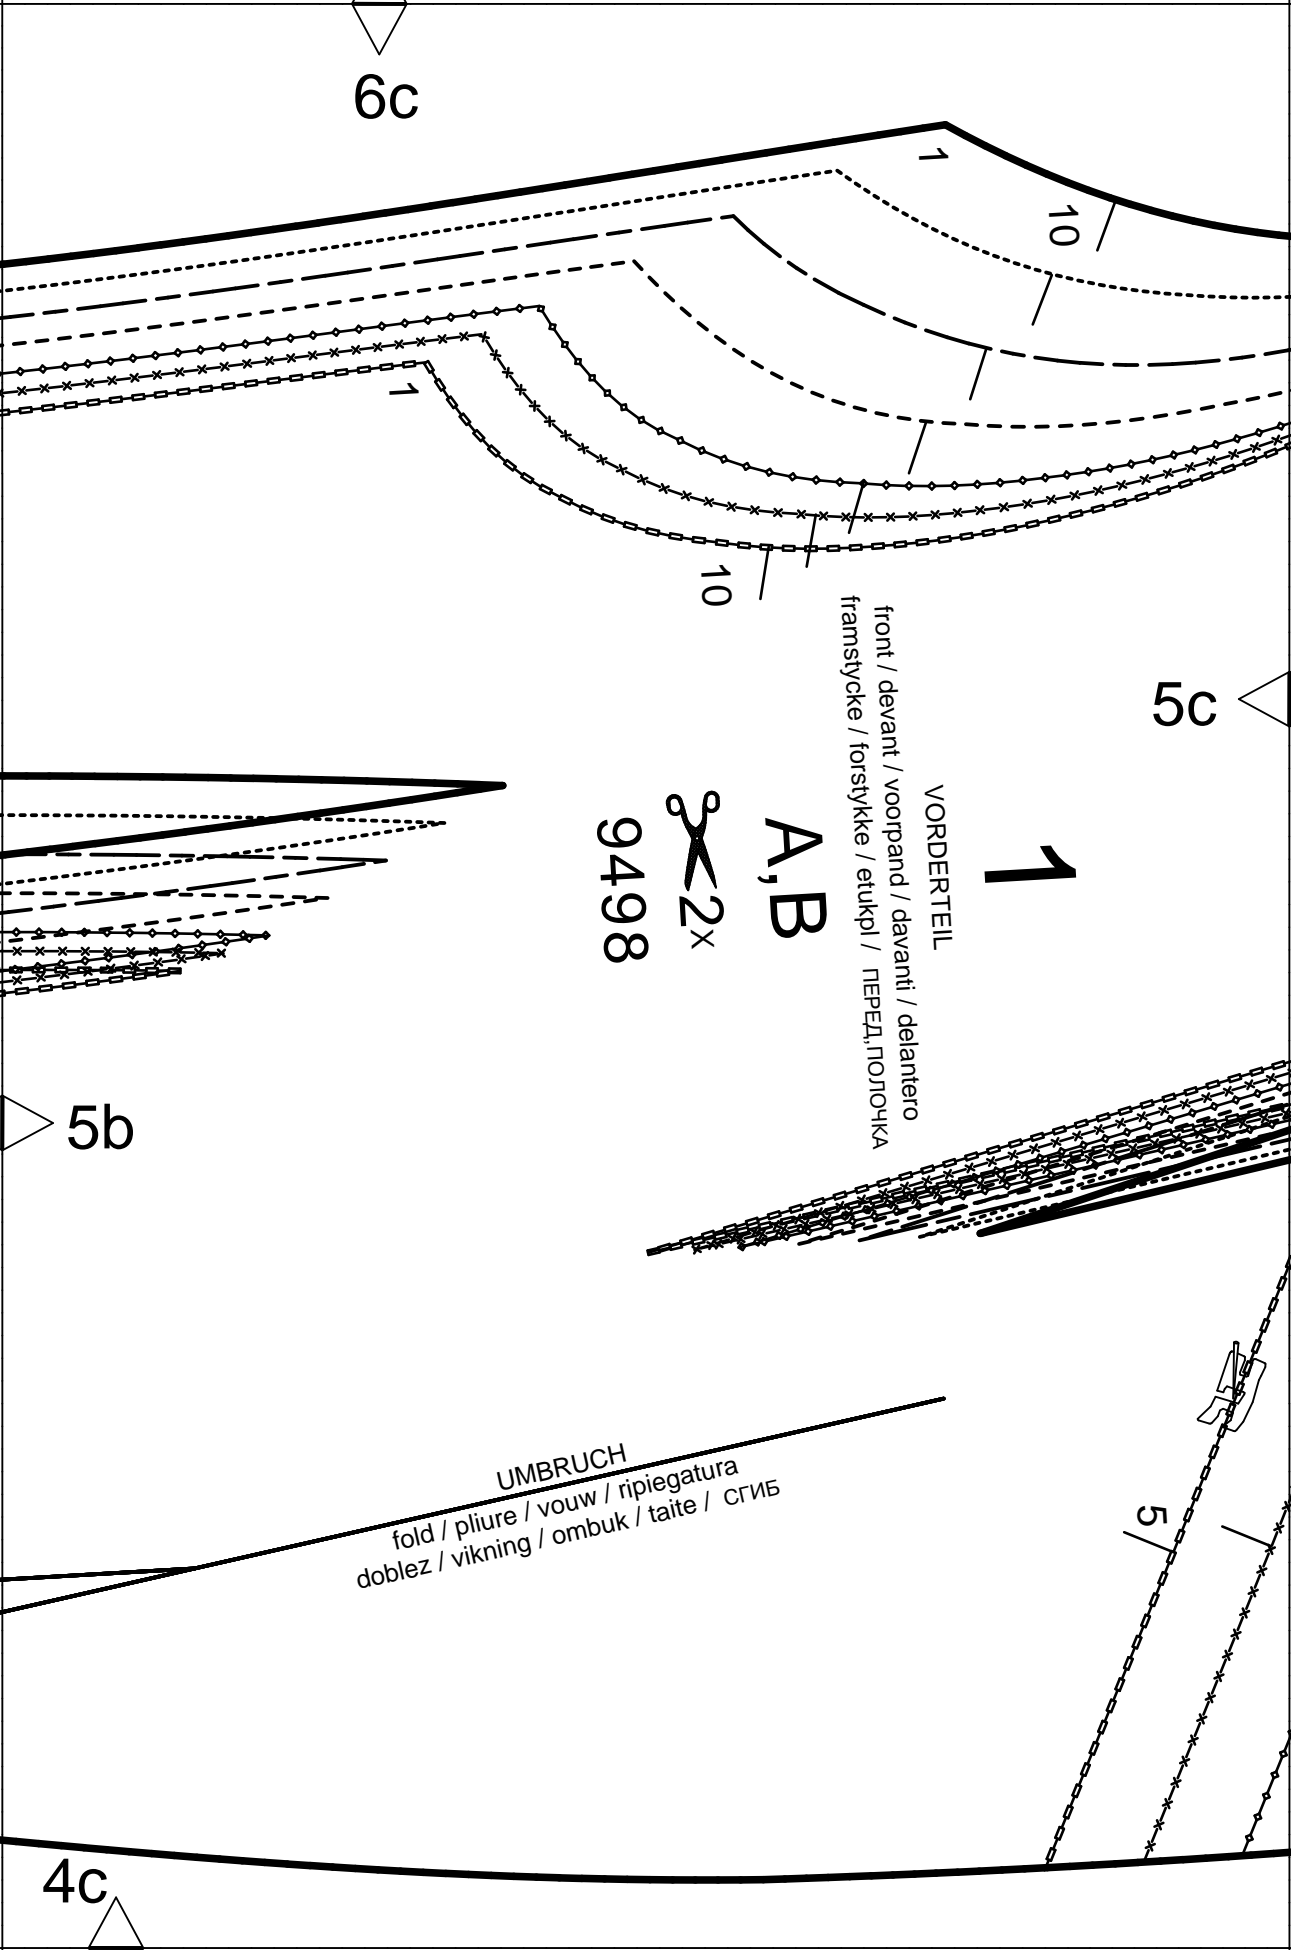 6c
1
10
1
10
5c
1
VORDERTEIL
front / devant / voorpand / davanti / delantero
framstycke / forstykke / etukpl / ПЕРЕД,ПОЛОЧКА
A,B
2x
9498
5b
UMBRUCH
fold / pliure / vouw / ripiegatura
doblez / vikning / ombuk / taite / СГИБ
5
4c